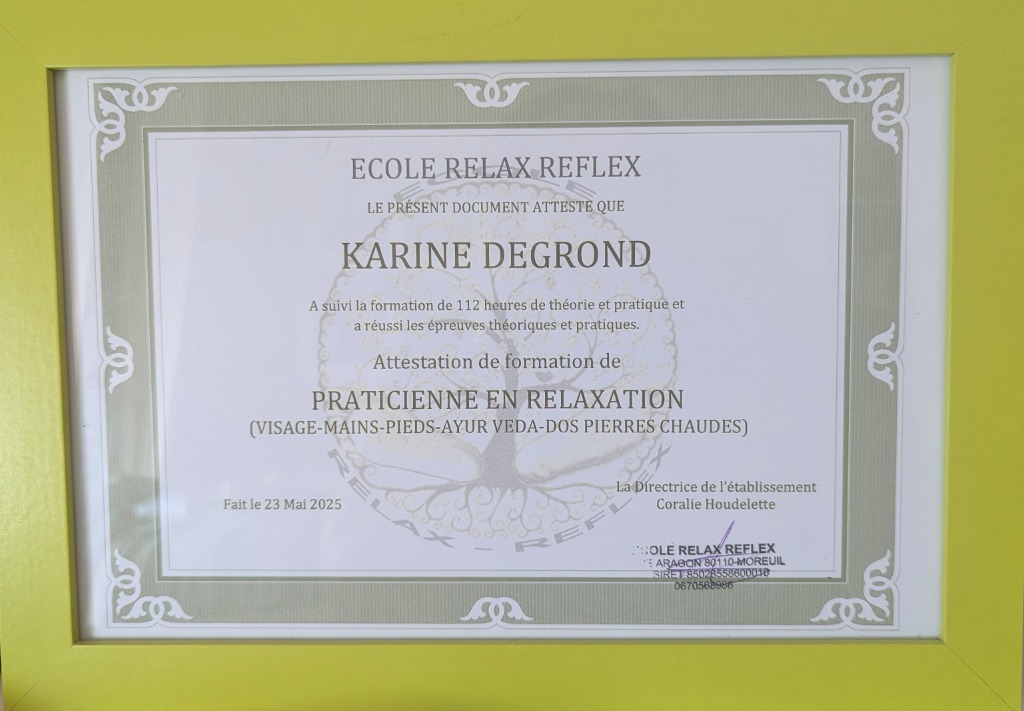 ECOLE RELAX REFLEX
LE PRÉSENT DOCUMENT ATTESTE QUE
KARINE DEGROND
A suivi la formation de 112 heures de théorie et pratique et
a réussi les épreuves théoriques et pratiques.
Attestation de formation de
PRATICIENNE EN RELAXATION
(VISAGE-MAINS-PIEDS-AYUR VEDA-DOS PIERRES CHAUDES)
Fait le 23 Mai 2025
La Directrice de l'établissement
Coralie Houdelette
ECOLE
RELAX - REFLEX
RELAX REFLEX
ARAGON 80110 MOREUIL
SIRET